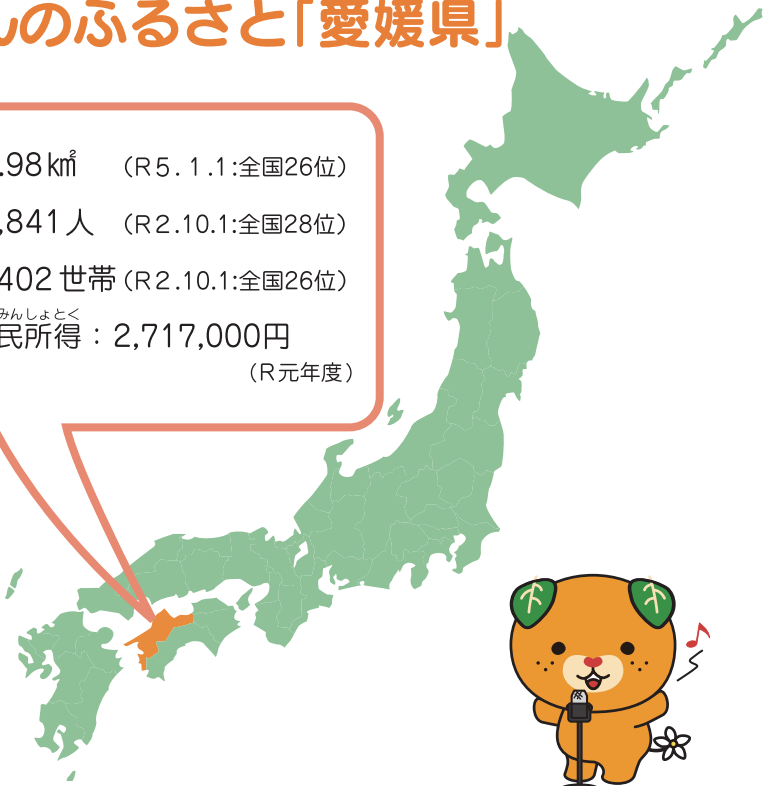 んのふるさと「愛媛県」
.98㎢ （R5.1.1:全国26位）
,841人 （R2.10.1:全国28位）
402世帯（R2.10.1:全国26位）
みんしょとく
民所得：2,717,000円
（R元年度）